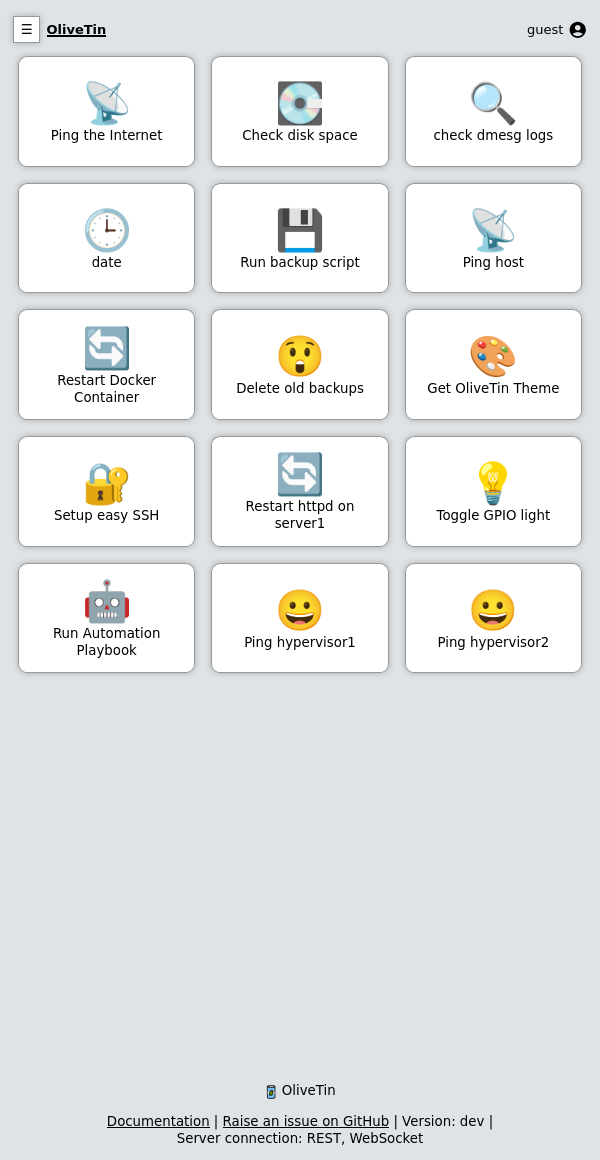 ☰ OliveTin guest
Ping the Internet
Check disk space
check dmesg logs
date
Run backup script
Ping host
Restart Docker
Container
Delete old backups
Get OliveTin Theme
Setup easy SSH
Restart httpd on
server1
Toggle GPIO light
Run Automation
Playbook
Ping hypervisor1
Ping hypervisor2
OliveTin
Documentation | Raise an issue on GitHub | Version: dev |
Server connection: REST, WebSocket